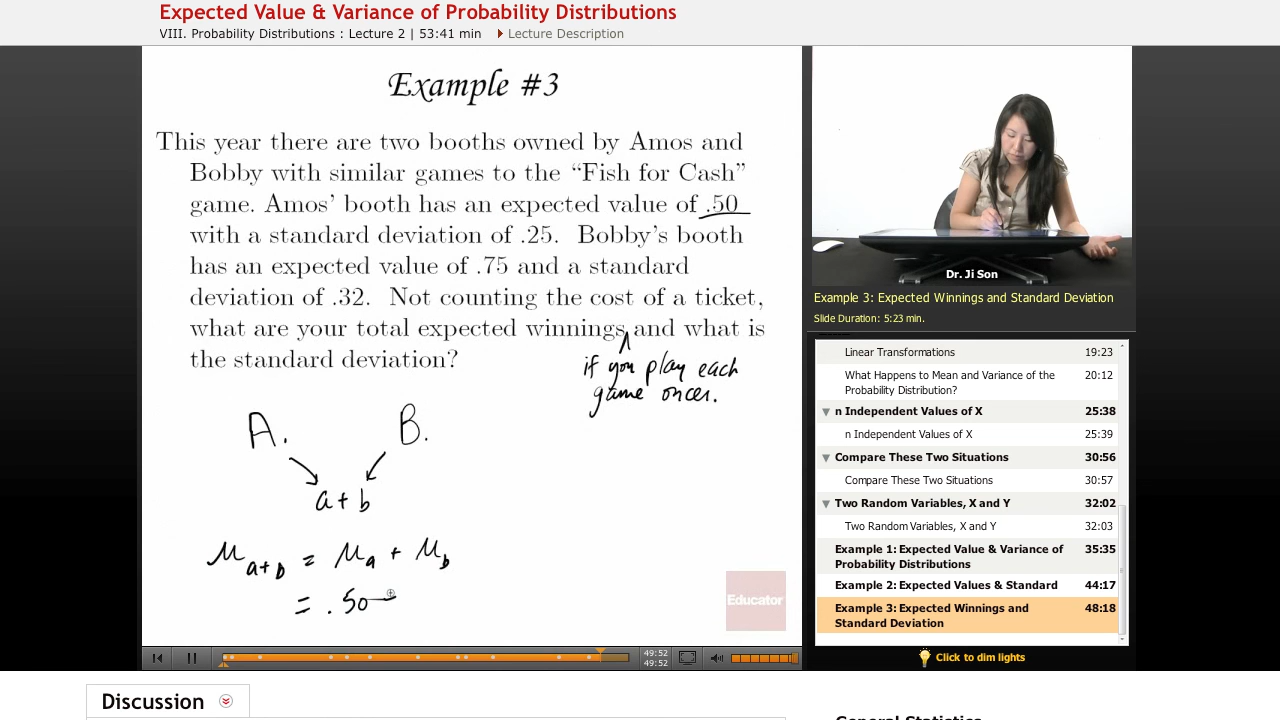 Expected Value & Variance of Probability Distributions
VIII. Probability Distributions : Lecture 2 | 53:41 min
Lecture Description
Example #3
This year there are two booths owned by Amos and
Bobby with similar games to the “Fish for Cash”
game. Amos’ booth has an expected value of .50
with a standard deviation of .25. Bobby’s booth
has an expected value of .75 and a standard
deviation of .32. Not counting the cost of a ticket,
what are your total expected winnings and what is
the standard deviation?
if you play each
game once.
A. B.
a+b
μa+b = μa + μb
= .50
Educator
49:52
49:52
Dr. Ji Son
Example 3: Expected Winnings and Standard Deviation
Slide Duration: 5:23 min.
Linear Transformations 19:23
What Happens to Mean and Variance of the 20:12
Probability Distribution?
n Independent Values of X 25:38
n Independent Values of X 25:39
Compare These Two Situations 30:56
Compare These Two Situations 30:57
Two Random Variables, X and Y 32:02
Two Random Variables, X and Y 32:03
Example 1: Expected Value & Variance of 35:35
Probability Distributions
Example 2: Expected Values & Standard 44:17
Example 3: Expected Winnings and 48:18
Standard Deviation
Click to dim lights
Discussion
General Statistics